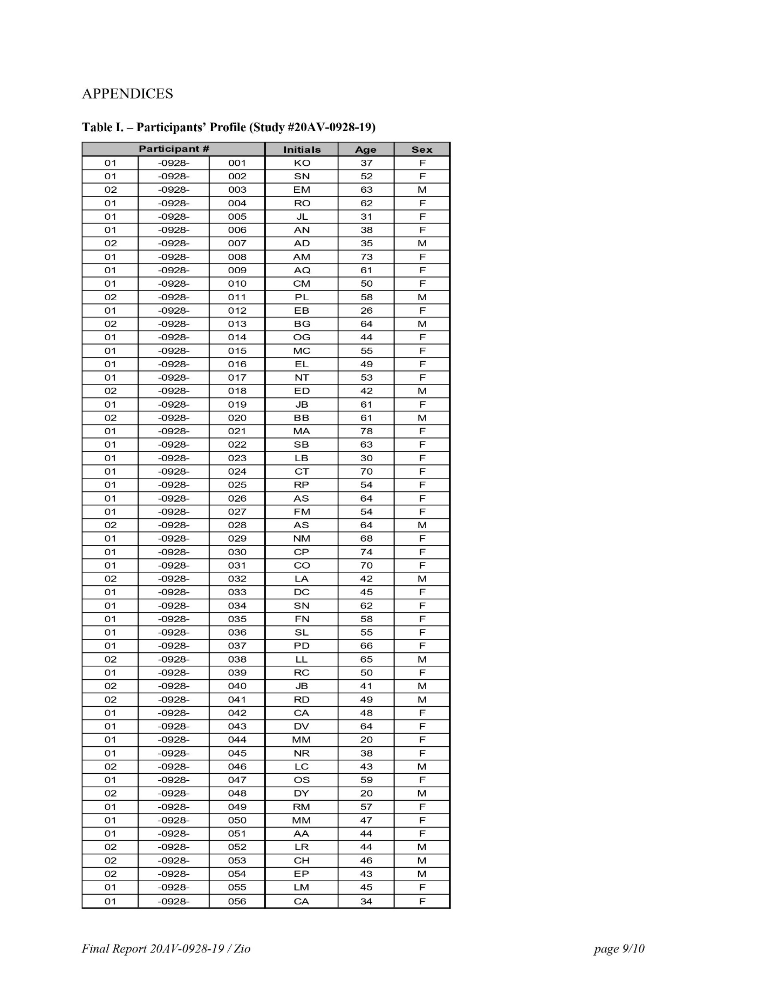 APPENDICES
Table I. – Participants’ Profile (Study #20AV-0928-19)
Participant # Initials Age Sex
01 -0928- 001 KO 37 F
01 -0928- 002 SN 52 F
02 -0928- 003 EM 63 M
01 -0928- 004 RO 62 F
01 -0928- 005 JL 31 F
01 -0928- 006 AN 38 F
02 -0928- 007 AD 35 M
01 -0928- 008 AM 73 F
01 -0928- 009 AQ 61 F
01 -0928- 010 CM 50 F
02 -0928- 011 PL 58 M
01 -0928- 012 EB 26 F
02 -0928- 013 BG 64 M
01 -0928- 014 OG 44 F
01 -0928- 015 MC 55 F
01 -0928- 016 EL 49 F
01 -0928- 017 NT 53 F
02 -0928- 018 ED 42 M
01 -0928- 019 JB 61 F
02 -0928- 020 BB 61 M
01 -0928- 021 MA 78 F
01 -0928- 022 SB 63 F
01 -0928- 023 LB 30 F
01 -0928- 024 CT 70 F
01 -0928- 025 RP 54 F
01 -0928- 026 AS 64 F
01 -0928- 027 FM 54 F
02 -0928- 028 AS 64 M
01 -0928- 029 NM 68 F
01 -0928- 030 CP 74 F
01 -0928- 031 CO 70 F
02 -0928- 032 LA 42 M
01 -0928- 033 DC 45 F
01 -0928- 034 SN 62 F
01 -0928- 035 FN 58 F
01 -0928- 036 SL 55 F
01 -0928- 037 PD 66 F
02 -0928- 038 LL 65 M
01 -0928- 039 RC 50 F
02 -0928- 040 JB 41 M
02 -0928- 041 RD 49 M
01 -0928- 042 CA 48 F
01 -0928- 043 DV 64 F
01 -0928- 044 MM 20 F
01 -0928- 045 NR 38 F
02 -0928- 046 LC 43 M
01 -0928- 047 OS 59 F
02 -0928- 048 DY 20 M
01 -0928- 049 RM 57 F
01 -0928- 050 MM 47 F
01 -0928- 051 AA 44 F
02 -0928- 052 LR 44 M
02 -0928- 053 CH 46 M
02 -0928- 054 EP 43 M
01 -0928- 055 LM 45 F
01 -0928- 056 CA 34 F
Final Report 20AV-0928-19 / Zio page 9/10